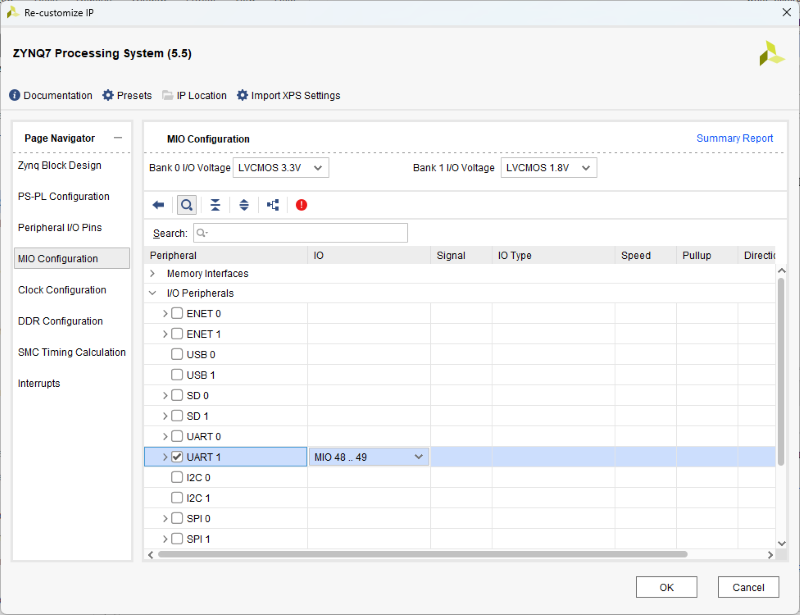 Re-customize IP
ZYNQ7 Processing System (5.5)
Documentation Presets IP Location Import XPS Settings
Page Navigator
Zynq Block Design
PS-PL Configuration
Peripheral I/O Pins
MIO Configuration
Clock Configuration
DDR Configuration
SMC Timing Calculation
Interrupts
MIO Configuration Summary Report
Bank 0 I/O Voltage LVCMOS 3.3V Bank 1 I/O Voltage LVCMOS 1.8V
Search:
Peripheral IO Signal IO Type Speed Pullup Directic
Memory Interfaces
I/O Peripherals
ENET 0
ENET 1
USB 0
USB 1
SD 0
SD 1
UART 0
UART 1 MIO 48 .. 49
I2C 0
I2C 1
SPI 0
SPI 1
OK Cancel